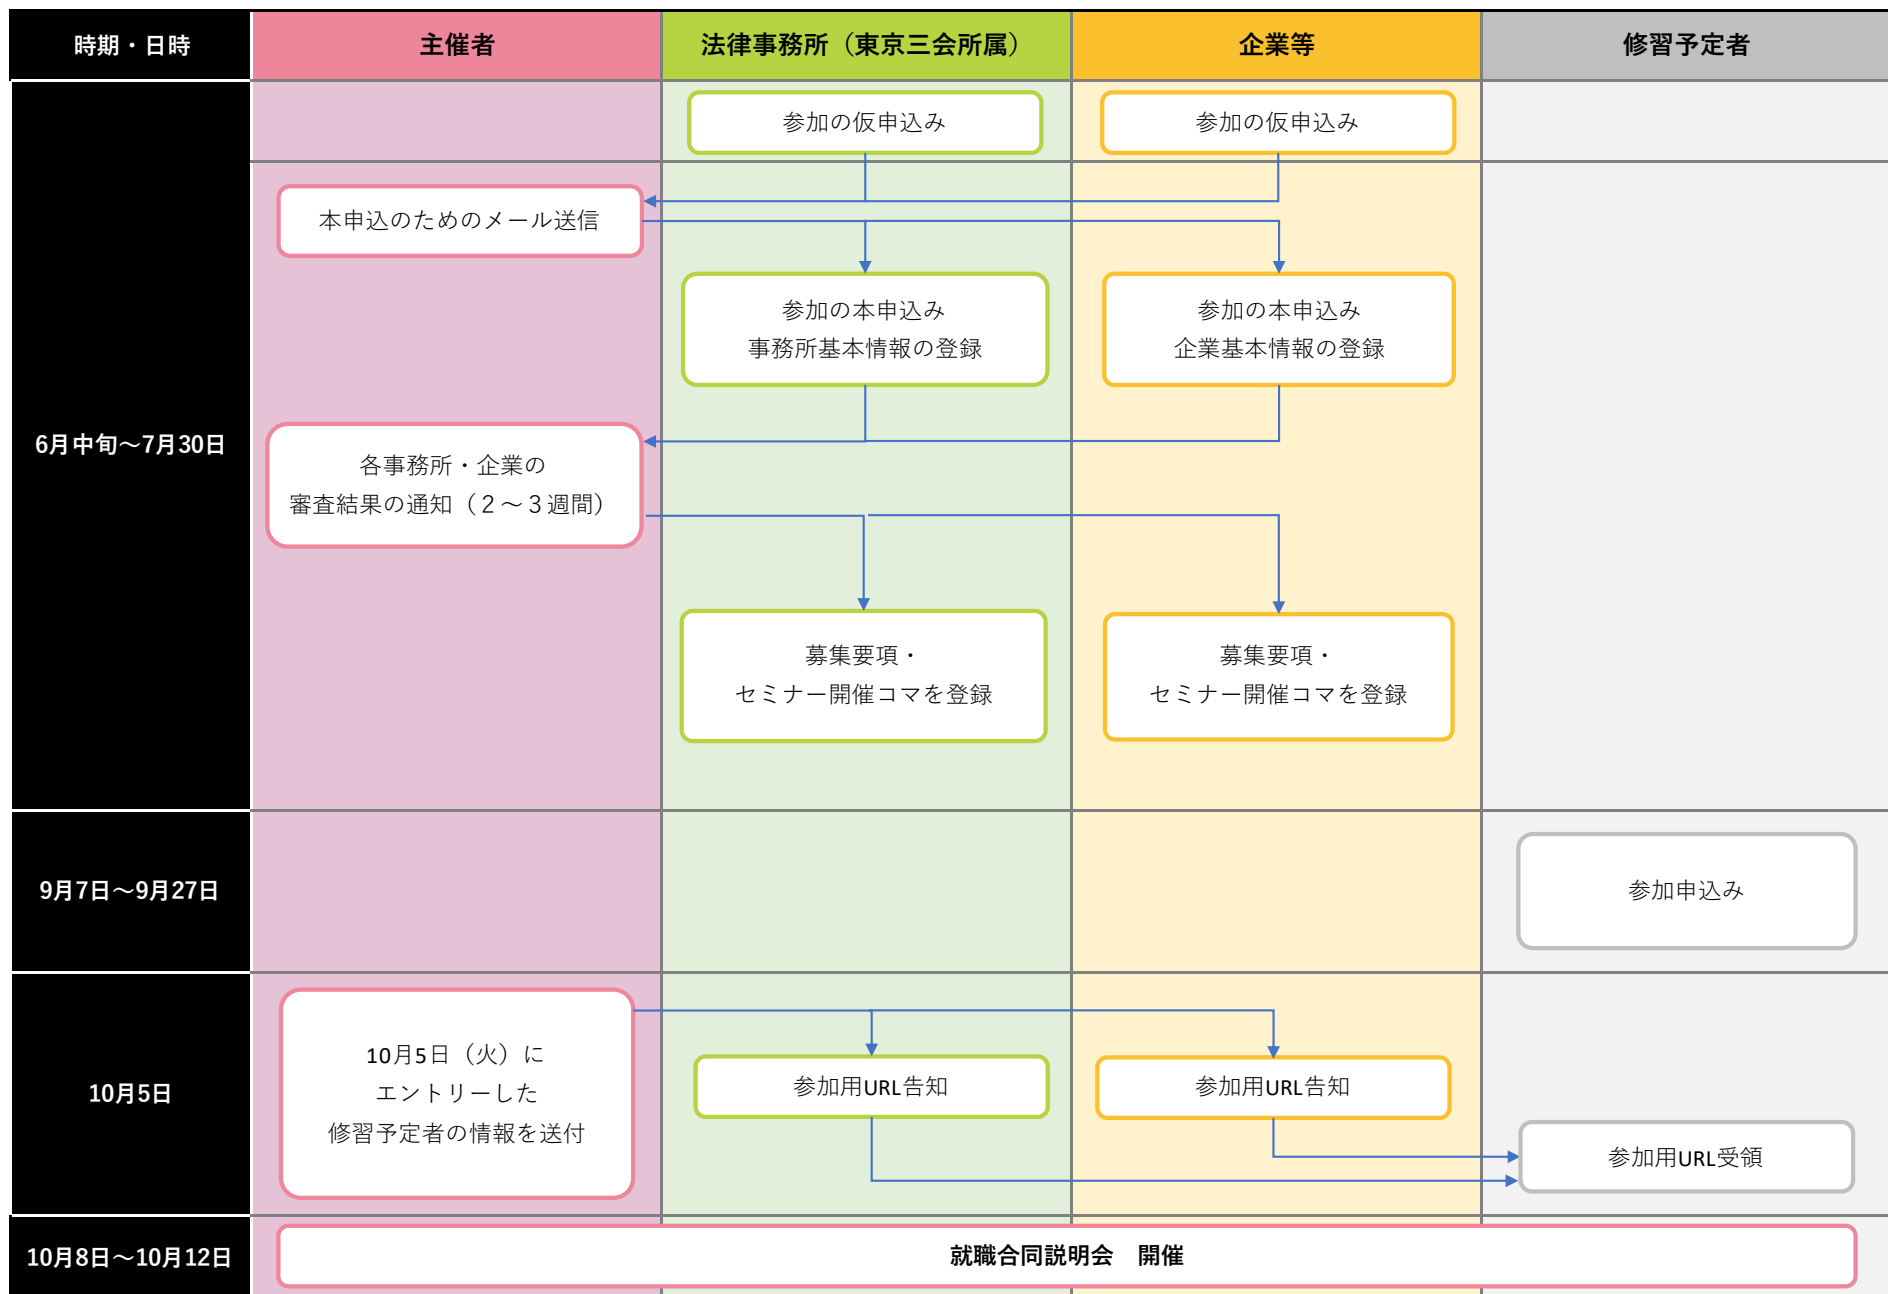 時期・日時
主催者
法律事務所（東京三会所属）
企業等
修習予定者
6月中旬～7月30日
参加の仮申込み
参加の仮申込み
本申込のためのメール送信
参加の本申込み
事務所基本情報の登録
参加の本申込み
企業基本情報の登録
各事務所・企業の
審査結果の通知（２～３週間）
募集要項・
セミナー開催コマを登録
募集要項・
セミナー開催コマを登録
9月7日～9月27日
参加申込み
10月5日
10月5日（火）に
エントリーした
修習予定者の情報を送付
参加用URL告知
参加用URL告知
参加用URL受領
10月8日～10月12日
就職合同説明会　開催